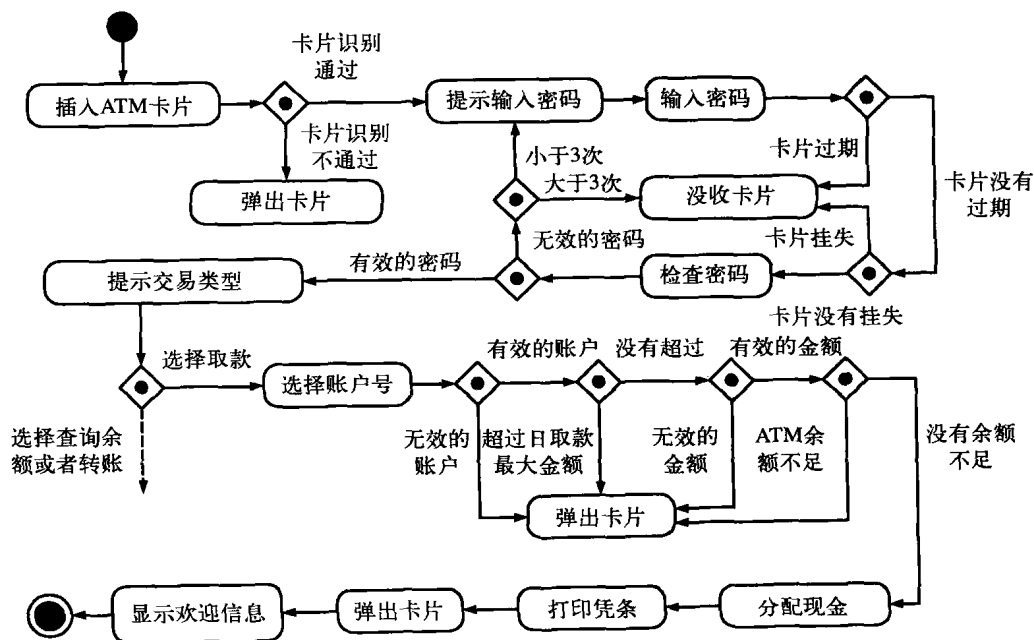 卡片识别
通过
插入ATM卡片
提示输入密码
输入密码
卡片识别
不通过
弹出卡片
小于3次
大于3次
卡片过期
没收卡片
卡片没有
过期
无效的密码
卡片挂失
有效的密码
提示交易类型
检查密码
卡片没有挂失
选择取款
选择账户号
有效的账户
没有超过
有效的金额
选择查询余
额或者转账
无效的
账户
超过日取款
最大金额
无效的
金额
ATM余
额不足
没有余额
不足
弹出卡片
显示欢迎信息
弹出卡片
打印凭条
分配现金